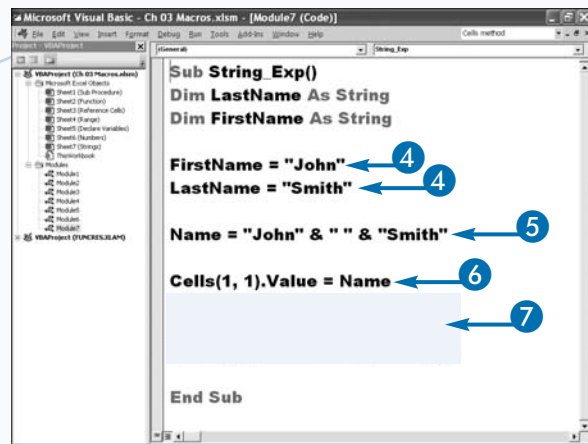 Microsoft Visual Basic - Ch 03 Macros.xlsm - [Module7 (Code)]
File Edit View Insert Format Debug Run Tools Add-Ins Window Help
Cells method
Project - VBAProject
(General)
String_Exp
VBAProject (Ch 03 Macros.xlsm)
Microsoft Excel Objects
Sheet1 (Sub Procedure)
Sheet2 (Function)
Sheet3 (Reference Cells)
Sheet4 (Range)
Sheet5 (Declare Variables)
Sheet6 (Numbers)
Sheet7 (Strings)
ThisWorkbook
Modules
Module1
Module2
Module3
Module4
Module5
Module6
Module7
VBAProject (FUNCRES.XLAM)
Sub String_Exp()
Dim LastName As String
Dim FirstName As String
FirstName = "John" 4
LastName = "Smith" 4
Name = "John" & " " & "Smith" 5
Cells(1, 1).Value = Name 6
7
End Sub